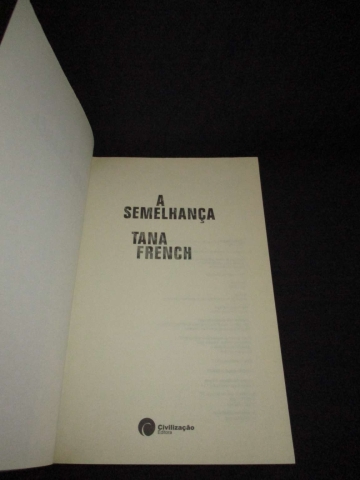 A
SEMELHANÇA
TANA
FRENCH
Civilização
Editora